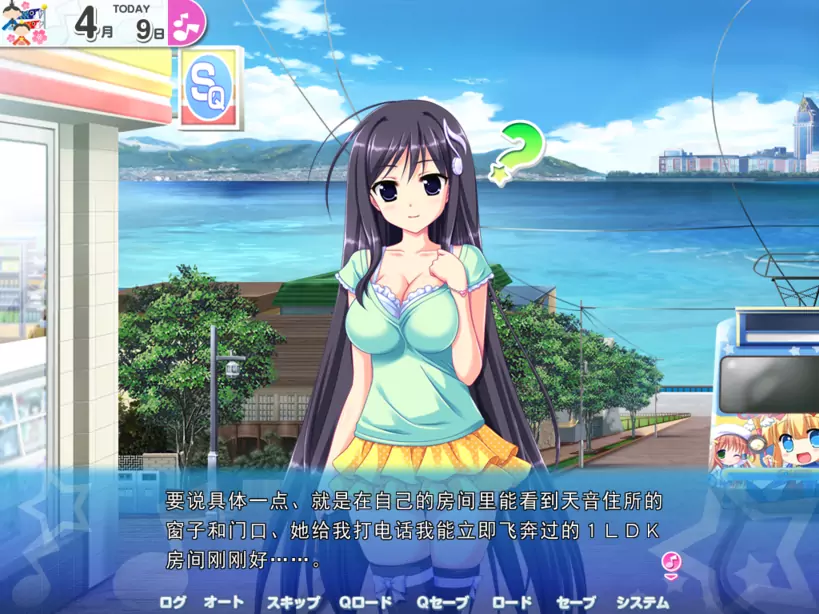 TODAY
4月 9日
SQ
要说具体一点、就是在自己的房间里能看到天音住所的
窗子和门口、她给我打电话我能立即飞奔过的１ＬＤＫ
房间刚刚好……。
ログ オート スキップ Qロード Qセーブ ロード セーブ システム